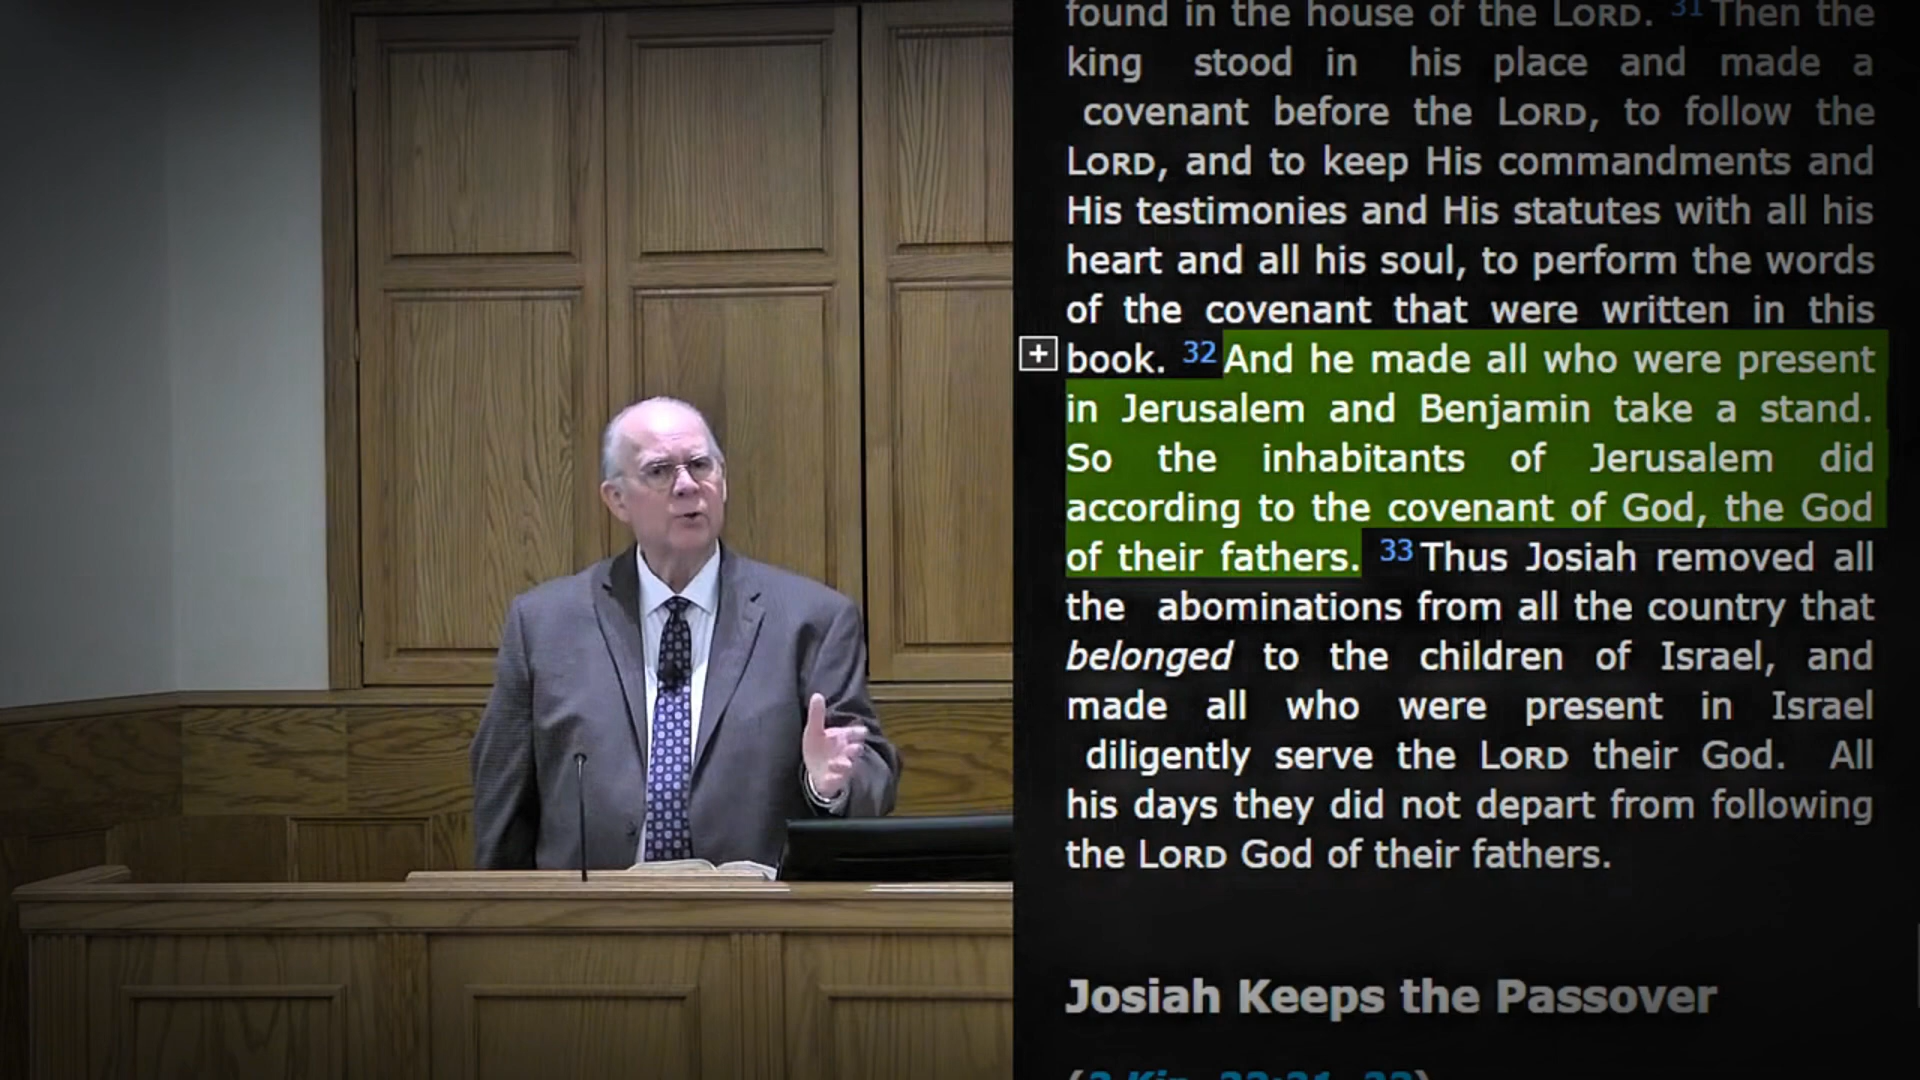 found in the house of the LORD. 31 Then the
king stood in his place and made a
covenant before the LORD, to follow the
LORD, and to keep His commandments and
His testimonies and His statutes with all his
heart and all his soul, to perform the words
of the covenant that were written in this
book. 32 And he made all who were present
in Jerusalem and Benjamin take a stand.
So the inhabitants of Jerusalem did
according to the covenant of God, the God
of their fathers. 33 Thus Josiah removed all
the abominations from all the country that
belonged to the children of Israel, and
made all who were present in Israel
diligently serve the LORD their God. All
his days they did not depart from following
the LORD God of their fathers.
Josiah Keeps the Passover